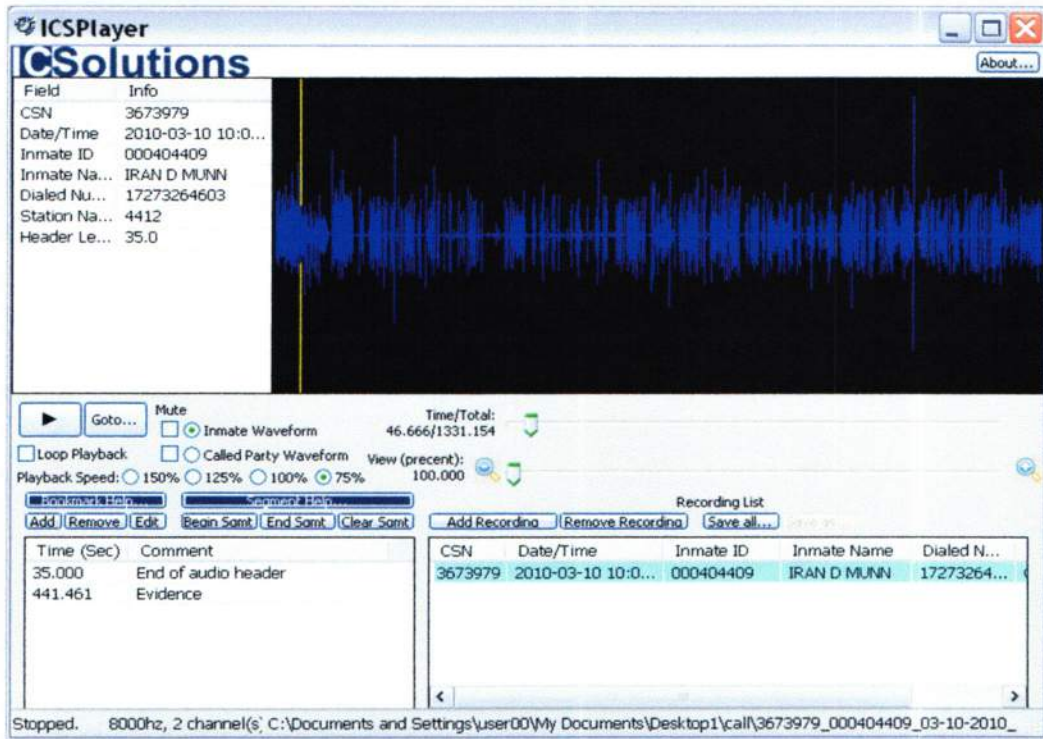 ICSPlayer
ICSolutions
About...
Field Info
CSN 3673979
Date/Time 2010-03-10 10:0...
Inmate ID 000404409
Inmate Na... IRAN D MUNN
Dialed Nu... 17273264603
Station Na... 4412
Header Le... 35.0
Goto...
Mute
Inmate Waveform
Time/Total:
46.666/1331.154
Loop Playback
Called Party Waveform
View (precent):
100.000
Playback Speed: 150% 125% 100% 75%
Bookmark Help... Segment Help...
Recording List
Add Remove Edit Begin Sgmt End Sgmt Clear Sgmt Add Recording Remove Recording Save all...
Time (Sec) Comment
35.000 End of audio header
441.461 Evidence
CSN Date/Time Inmate ID Inmate Name Dialed N...
3673979 2010-03-10 10:0... 000404409 IRAN D MUNN 17273264...
Stopped. 8000hz, 2 channel(s) C:\Documents and Settings\user00\My Documents\Desktop1\call\3673979_000404409_03-10-2010_